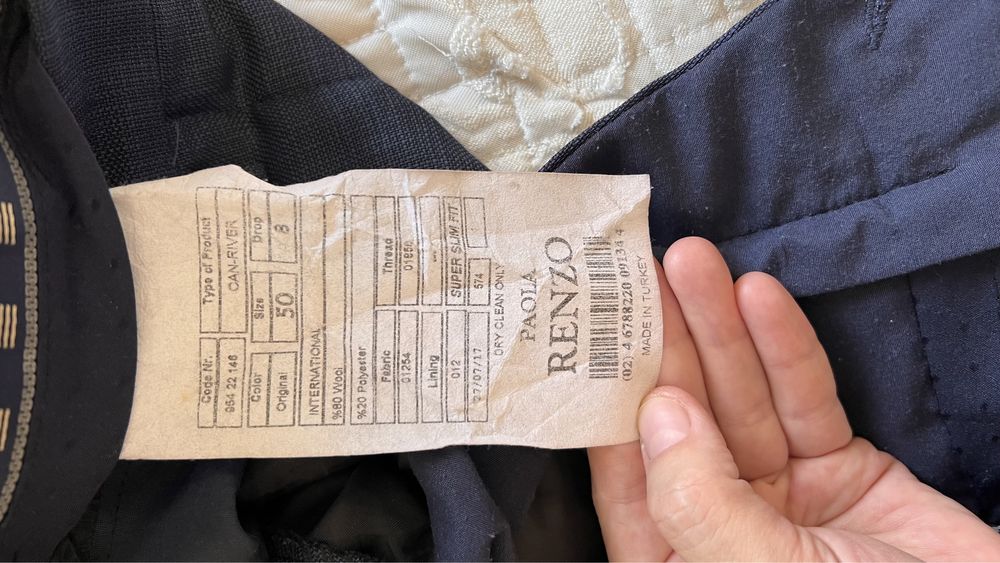 Code Nr. Type of Product
954 22 146 CAN-RIVER
Color Size Drop
Original 50 8
INTERNATIONAL
%80 Wool
%20 Polyester
Fabric Thread
01254
Lining
012 SUPER SLIM FIT
07/07/17 574
DRY CLEAN ONLY
PAOLA
RENZO
(02) 4 6788220 09134 4
MADE IN TURKEY